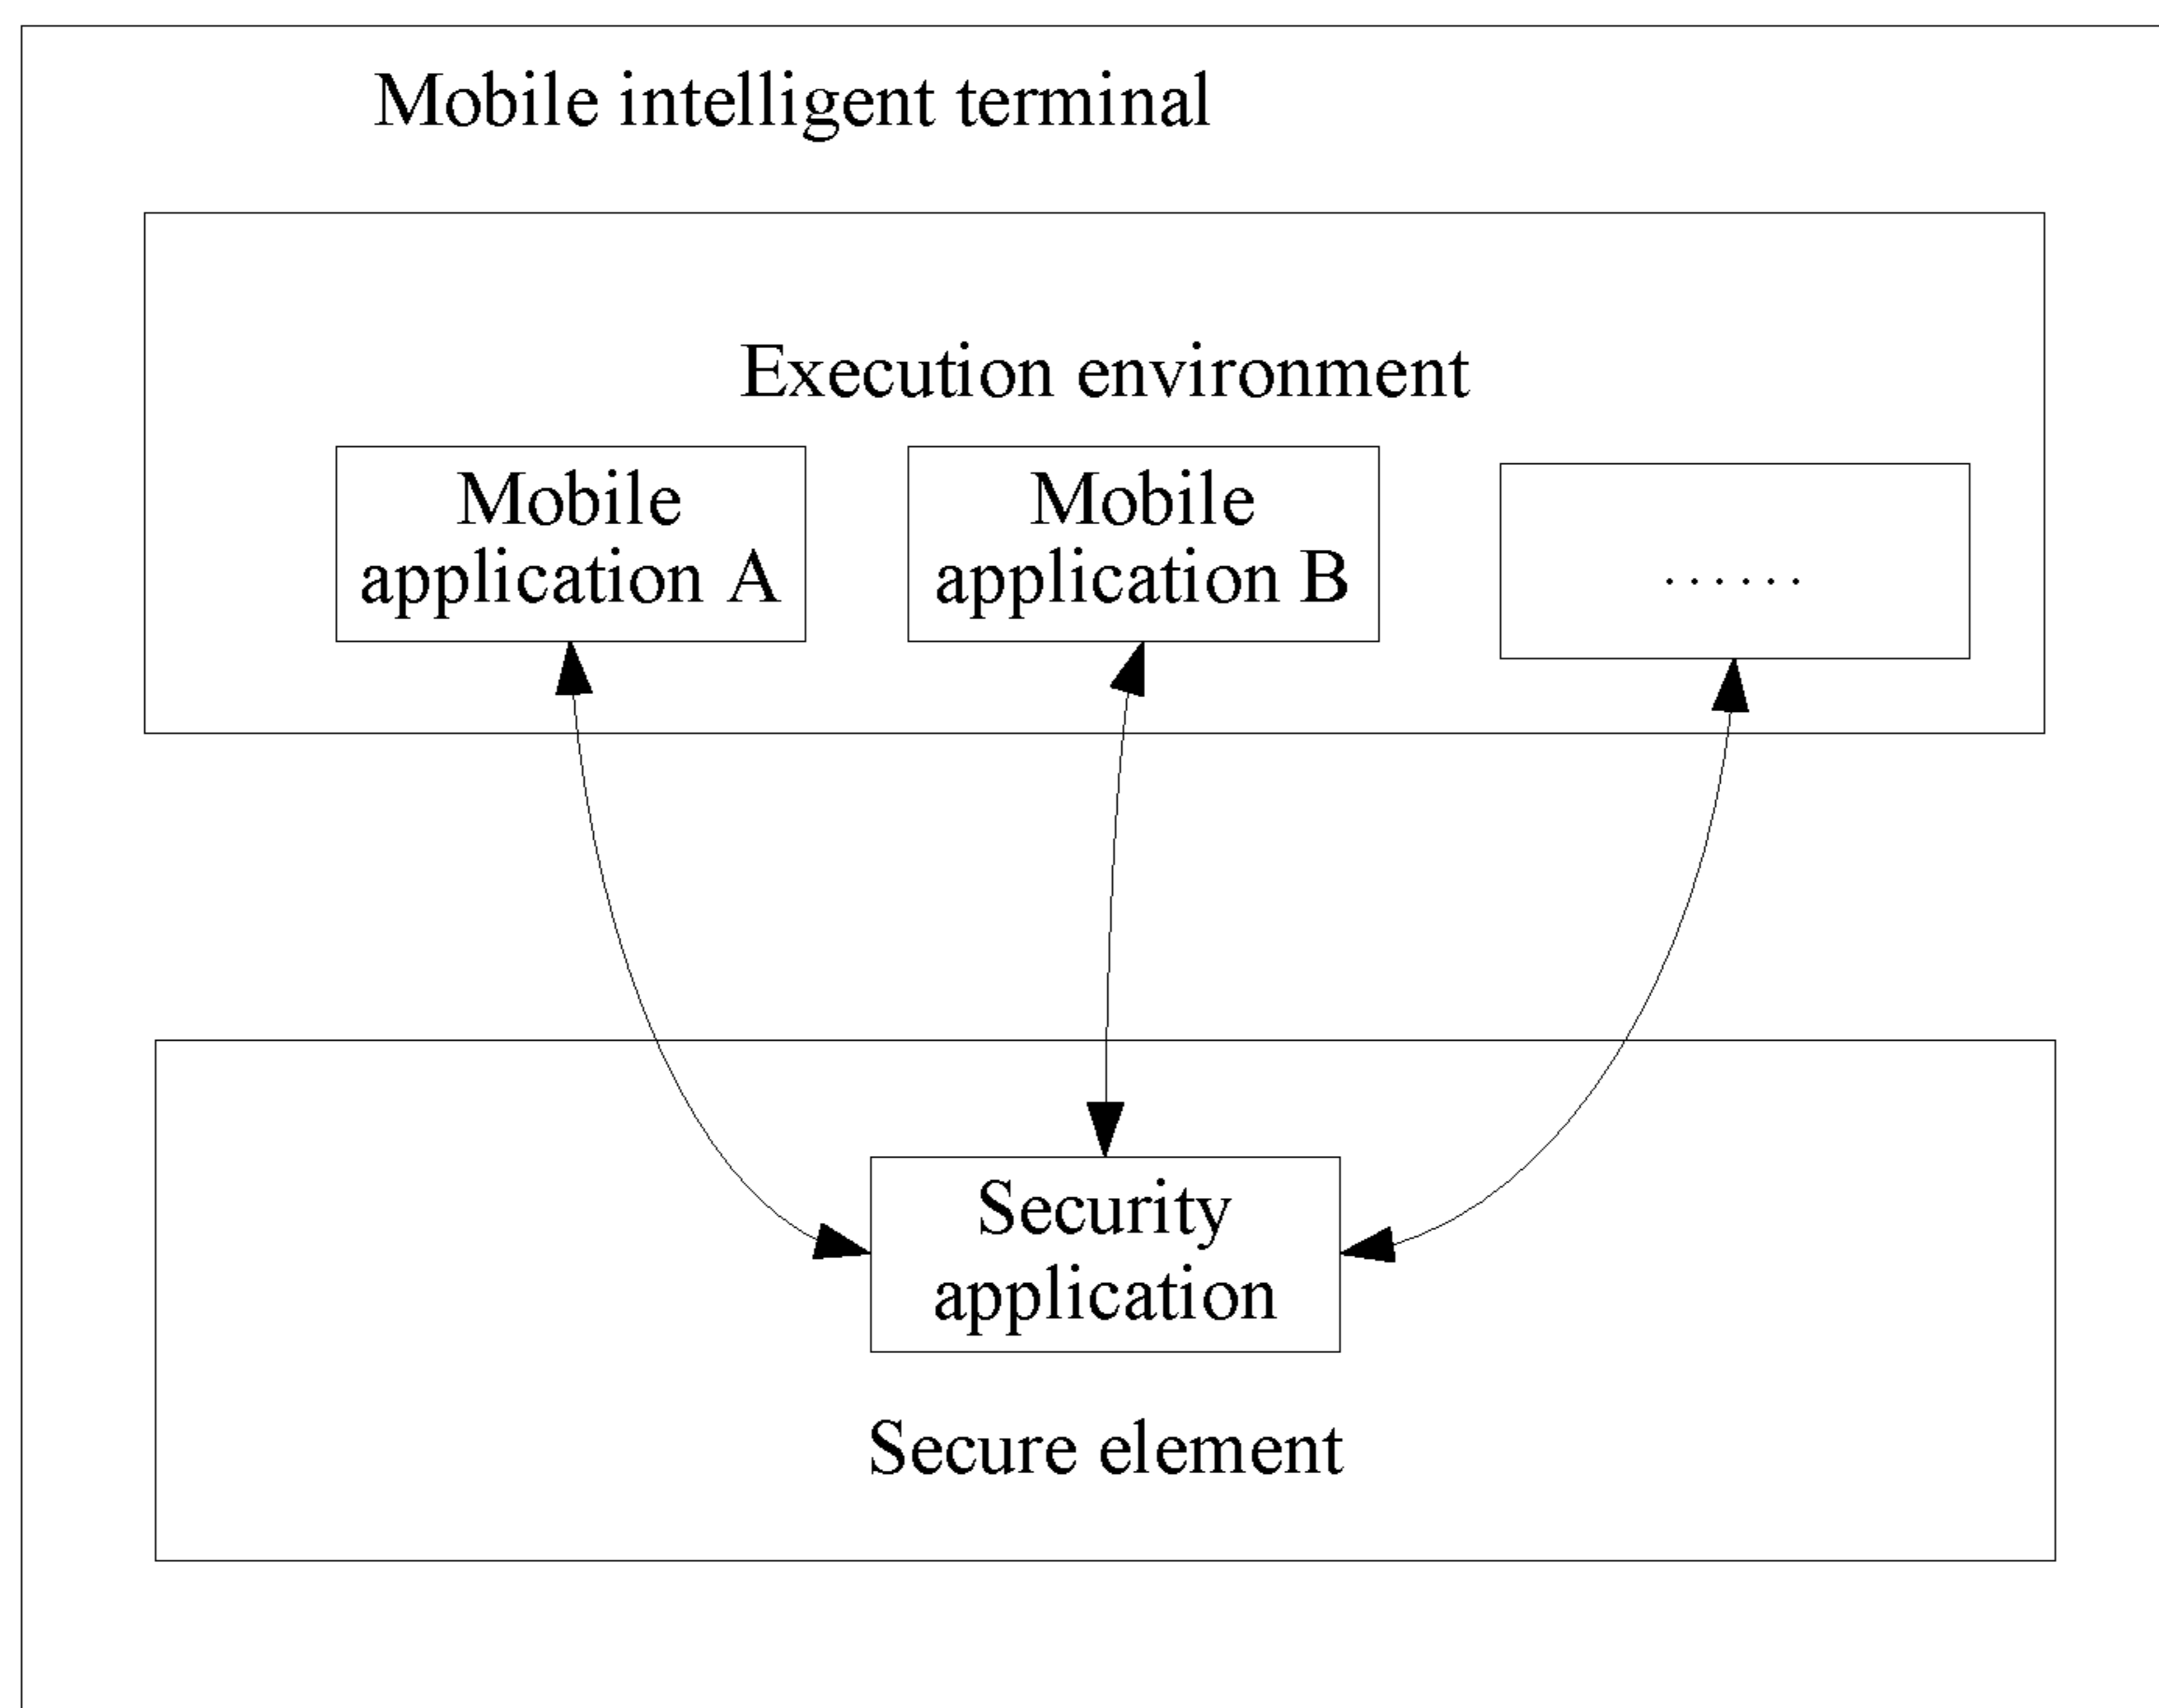 Mobile intelligent terminal
Execution environment
Mobile
application A
Mobile
application B
······
Security
application
Secure element